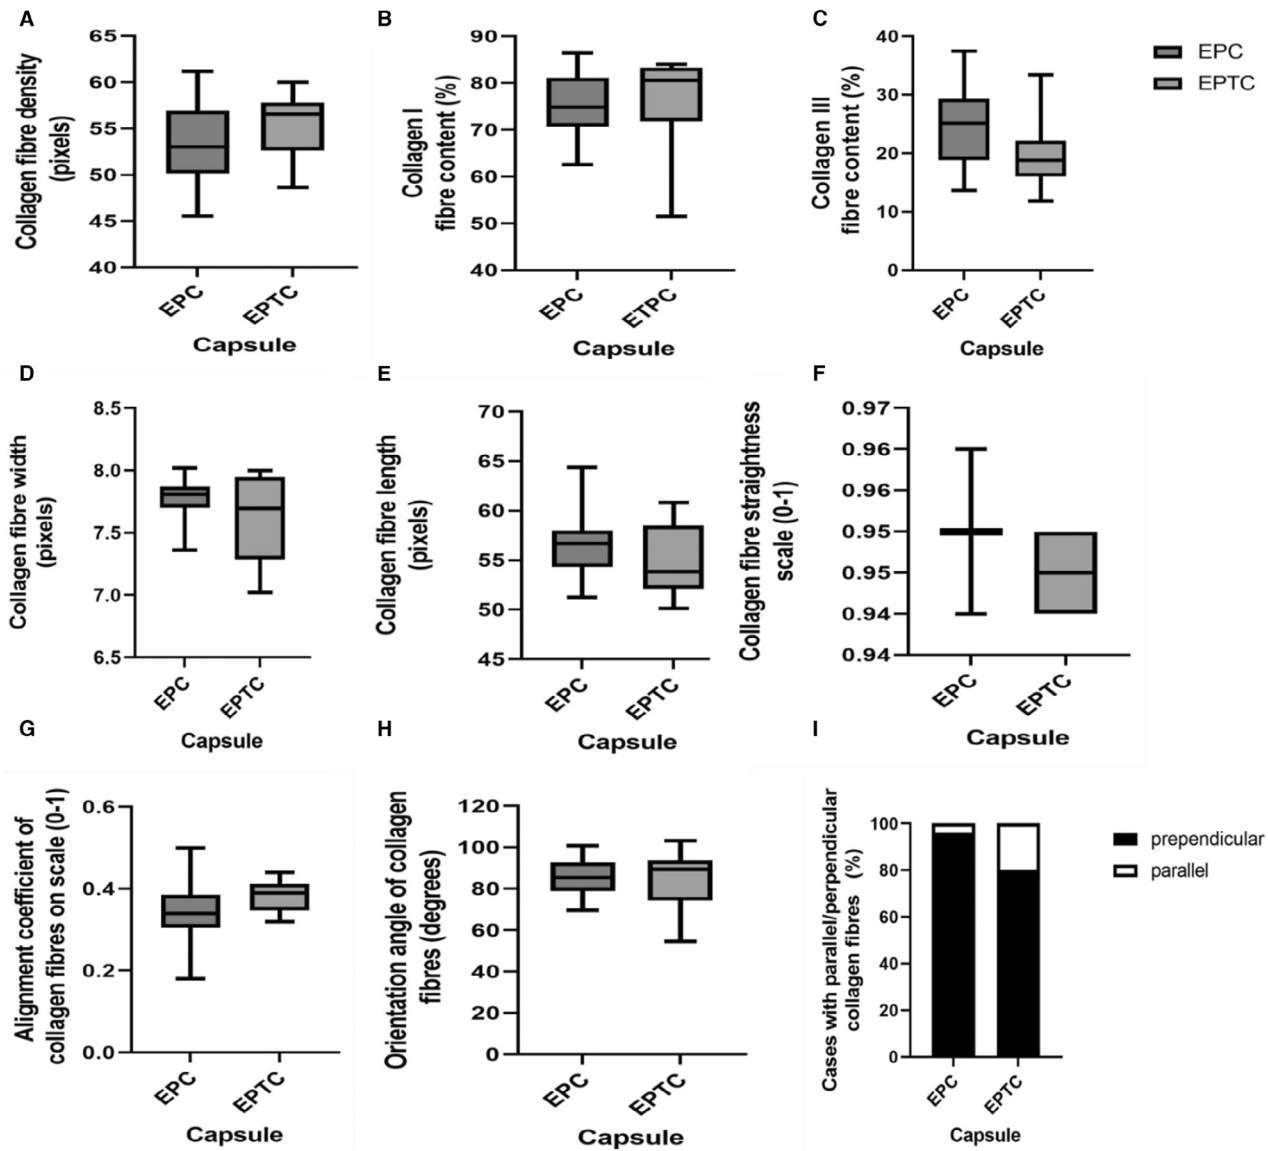 A
Collagen fibre density
(pixels)
65
60
55
50
45
40
EPC
EPTC
Capsule
B
Collagen I
fibre content (%)
90
80
70
60
50
40
EPC
ETPC
Capsule
C
Collagen III
fibre content (%)
40
30
20
10
0
EPC
EPTC
Capsule
EPC
EPTC
D
Collagen fibre width
(pixels)
8.5
8.0
7.5
7.0
6.5
EPC
EPTC
Capsule
E
Collagen fibre length
(pixels)
70
65
60
55
50
45
EPC
EPTC
Capsule
F
Collagen fibre straightness
scale (0-1)
0.97
0.96
0.96
0.95
0.95
0.94
0.94
EPC
EPTC
Capsule
G
Alignment coefficient of
collagen fibres on scale (0-1)
0.6
0.4
0.2
0.0
EPC
EPTC
Capsule
H
Orientation angle of collagen
fibres (degrees)
120
100
80
60
40
20
0
EPC
EPTC
Capsule
I
Cases with parallel/perpendicular
collagen fibres (%)
100
80
60
40
20
0
EPC
EPTC
Capsule
prependicular
parallel